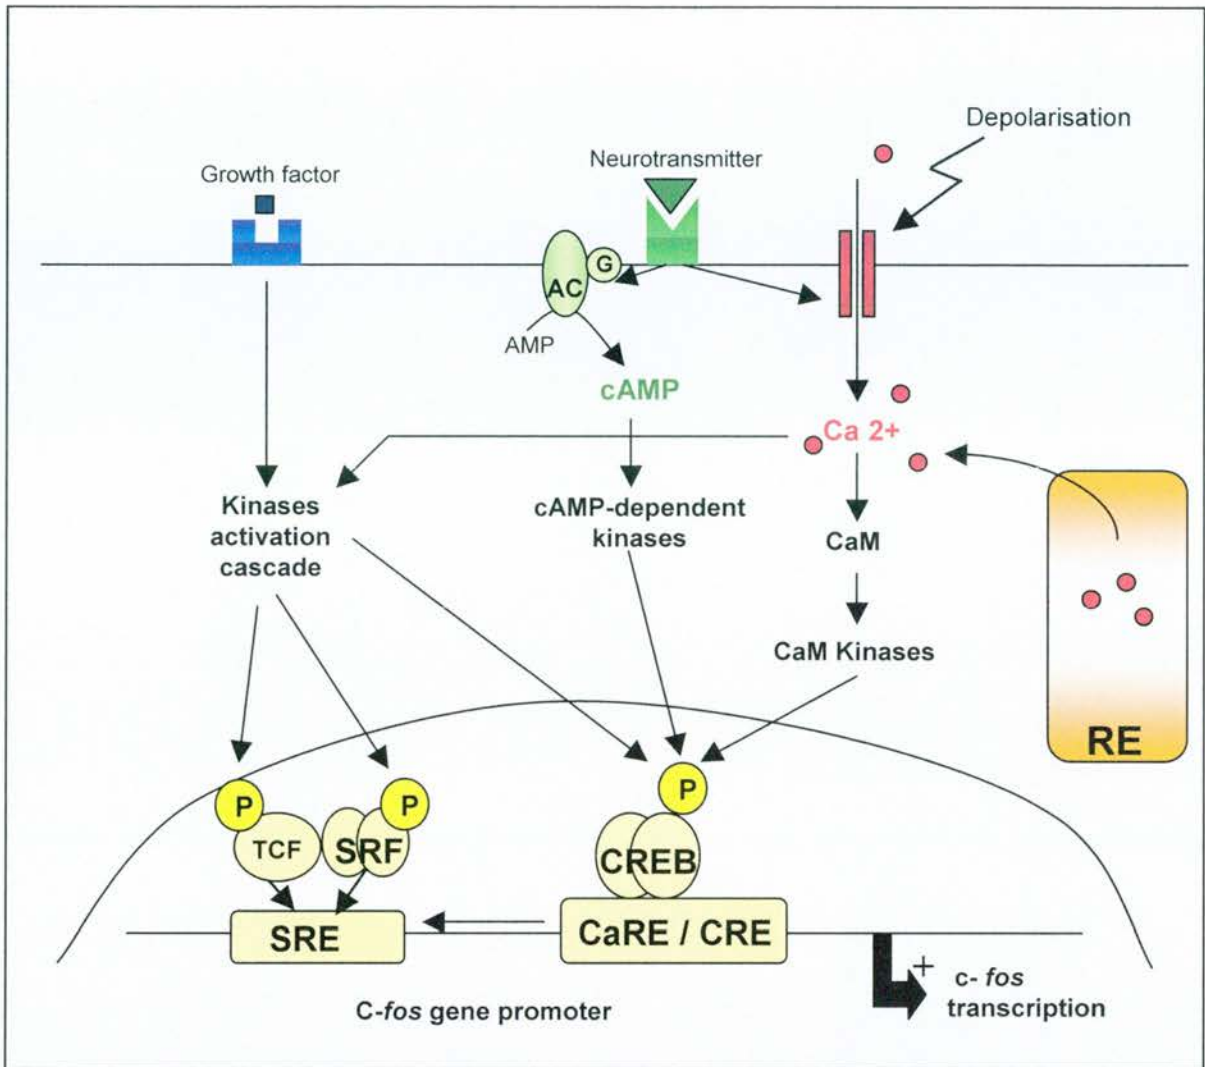 Depolarisation
Neurotransmitter
Growth factor
G
AC
AMP
cAMP
Ca 2+
Kinases
activation
cascade
cAMP-dependent
kinases
CaM
CaM Kinases
RE
P
P
P
TCF
SRF
CREB
SRE
CaRE / CRE
+
c- fos
transcription
C-fos gene promoter